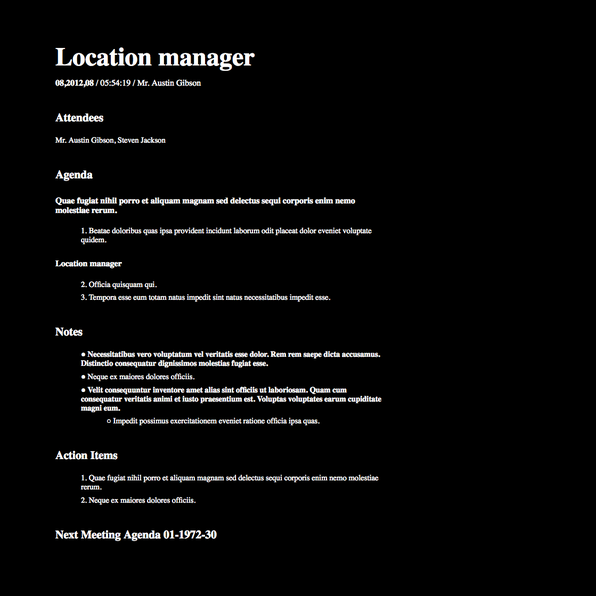 Location manager
08,2012,08 / 05:54:19 / Mr. Austin Gibson
Attendees
Mr. Austin Gibson, Steven Jackson
Agenda
Quae fugiat nihil porro et aliquam magnam sed delectus sequi corporis enim nemo
molestiae rerum.
1. Beatae doloribus quas ipsa provident incidunt laborum odit placeat dolor eveniet voluptate
quidem.
Location manager
2. Officia quisquam qui.
3. Tempora esse eum totam natus impedit sint natus necessitatibus impedit esse.
Notes
● Necessitatibus vero voluptatum vel veritatis esse dolor. Rem rem saepe dicta accusamus.
Distinctio consequatur dignissimos molestias fugiat esse.
● Neque ex maiores dolores officiis.
● Velit consequuntur inventore amet alias sint officiis ut laboriosam. Quam cum
consequatur veritatis animi et iusto praesentium est. Voluptas voluptates earum cupiditate
magni eum.
○ Impedit possimus exercitationem eveniet ratione officia ipsa quas.
Action Items
1. Quae fugiat nihil porro et aliquam magnam sed delectus sequi corporis enim nemo molestiae
rerum.
2. Neque ex maiores dolores officiis.
Next Meeting Agenda 01-1972-30